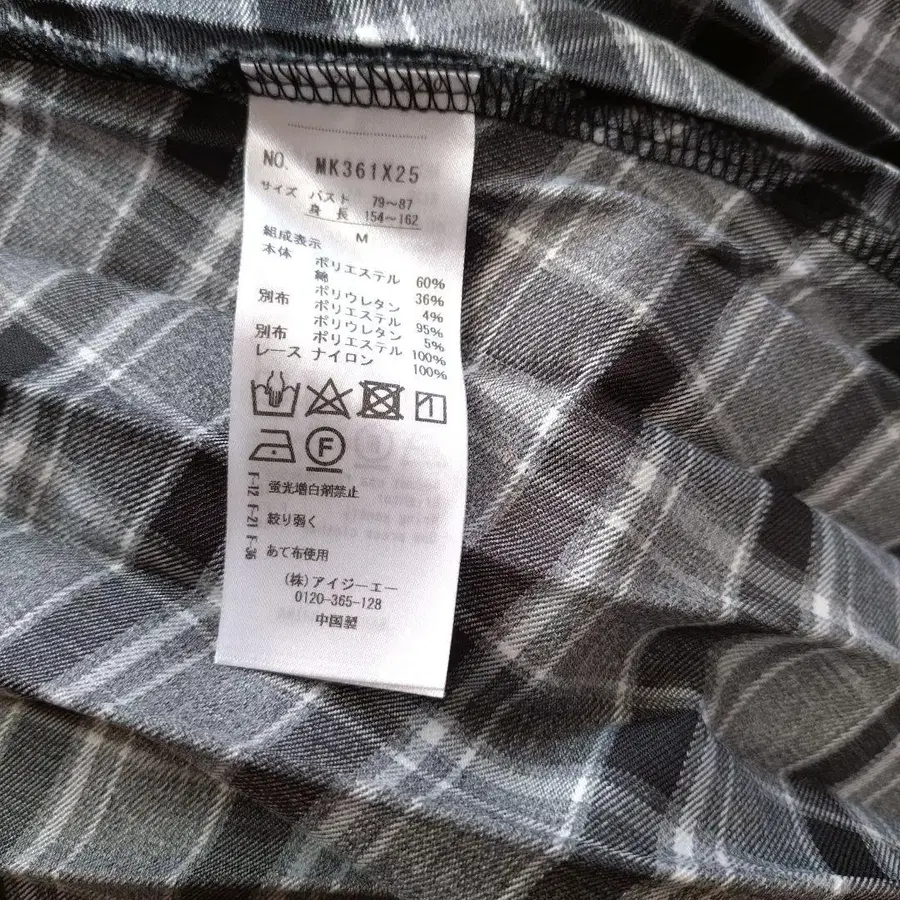 NO. MK361X25
サイズ バスト 79～87
身長 154～162
M
組成表示
本体 ポリエステル 60%
綿 36%
ポリウレタン 4%
別布 ポリエステル 95%
ポリウレタン 5%
別布 ポリエステル 100%
レース ナイロン 100%
F
F-12 蛍光増白剤禁止
F-21 絞り弱く
F-36 あて布使用
(株)アイジーエー
0120-365-128
中国製